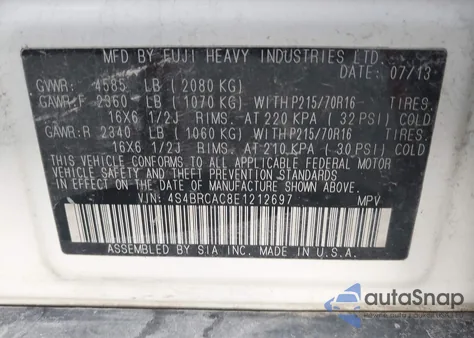 MFD BY FUJI HEAVY INDUSTRIES LTD.
DATE: 07/13
GVWR: 4585 LB (2080 KG)
GAWR:F 2360 LB (1070 KG) WITH P215/70R16 TIRES.
16X6 1/2J RIMS. AT 220 KPA (32 PSI) COLD
GAWR:R 2340 LB (1060 KG) WITH P215/70R16 TIRES.
16X6 1/2J RIMS. AT 210 KPA (30 PSI) COLD
THIS VEHICLE CONFORMS TO ALL APPLICABLE FEDERAL MOTOR
VEHICLE SAFETY AND THEFT PREVENTION STANDARDS IN EFFECT
ON THE DATE OF MANUFACTURE SHOWN ABOVE.
VIN: 4S4BRCAC8E1212697 MPV
ASSEMBLED BY SIA INC. MADE IN U.S.A.
autoSnap